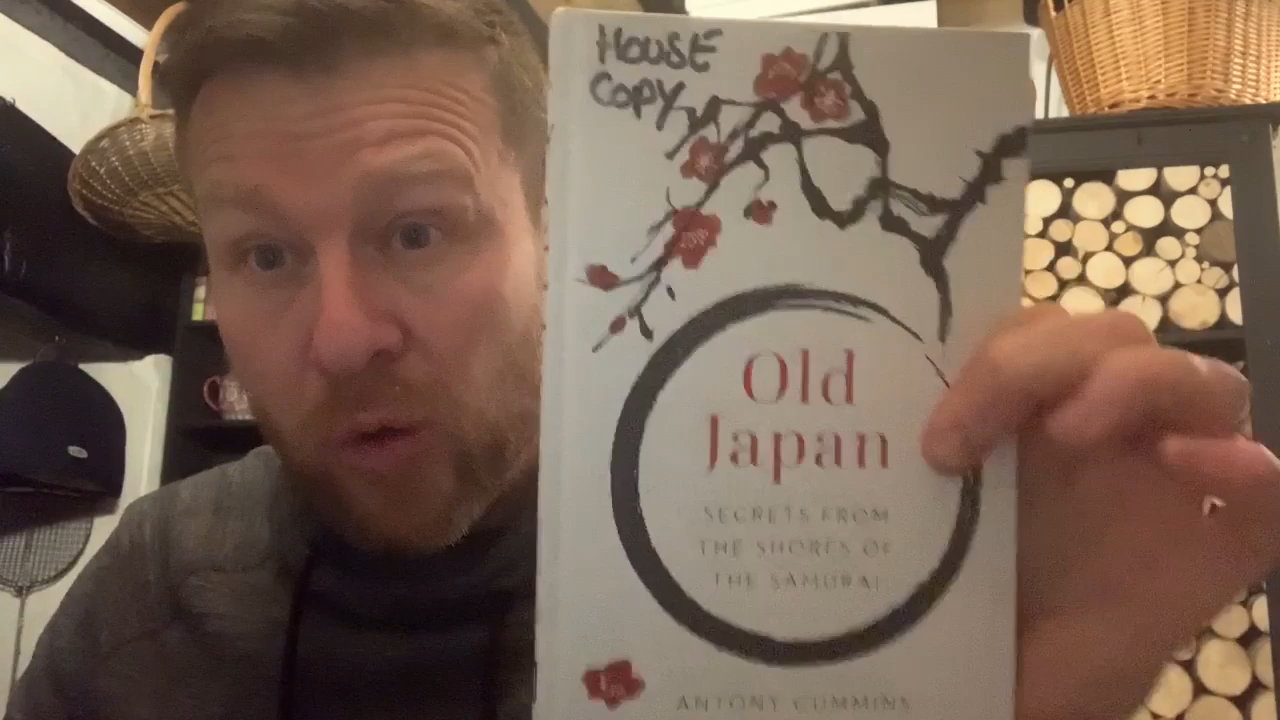 HOUSE
COPY
Old
Japan
SECRETS FROM
THE SHORES OF
THE SAMURAI
ANTONY CUMMINS